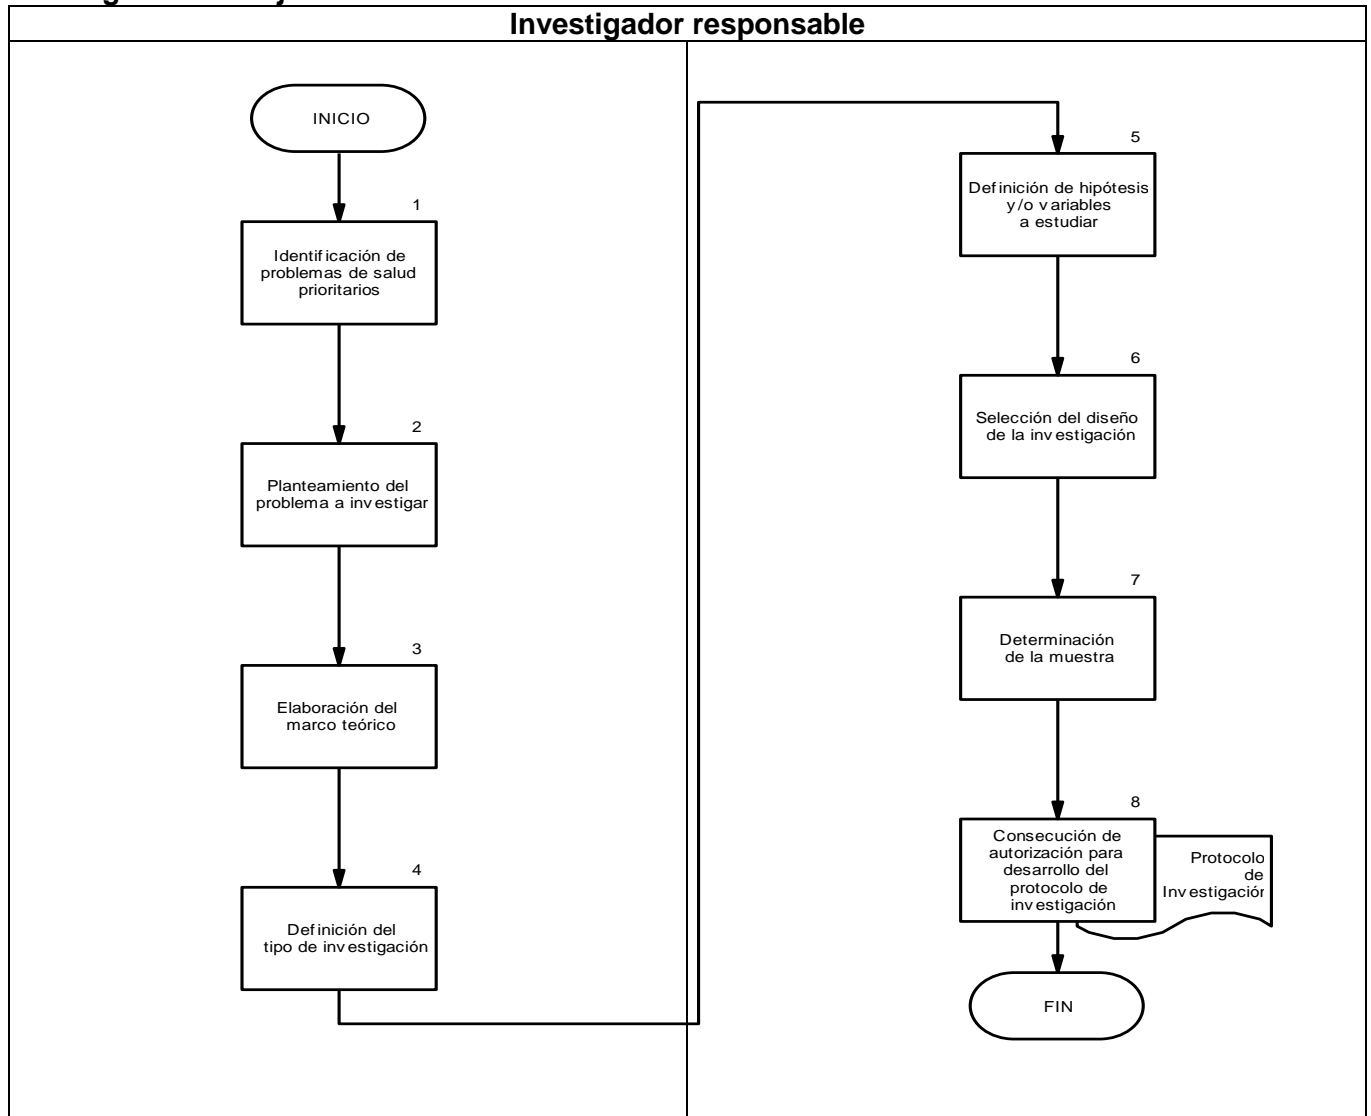 Investigador responsable
INICIO
1
Identificación de
problemas de salud
prioritarios
2
Planteamiento del
problema a investigar
3
Elaboración del
marco teórico
4
Definición del
tipo de investigación
5
Definición de hipótesis
y/o variables
a estudiar
6
Selección del diseño
de la investigación
7
Determinación
de la muestra
8
Consecución de
autorización para
desarrollo del
protocolo de
investigación
Protocolo
de
Investigación
FIN